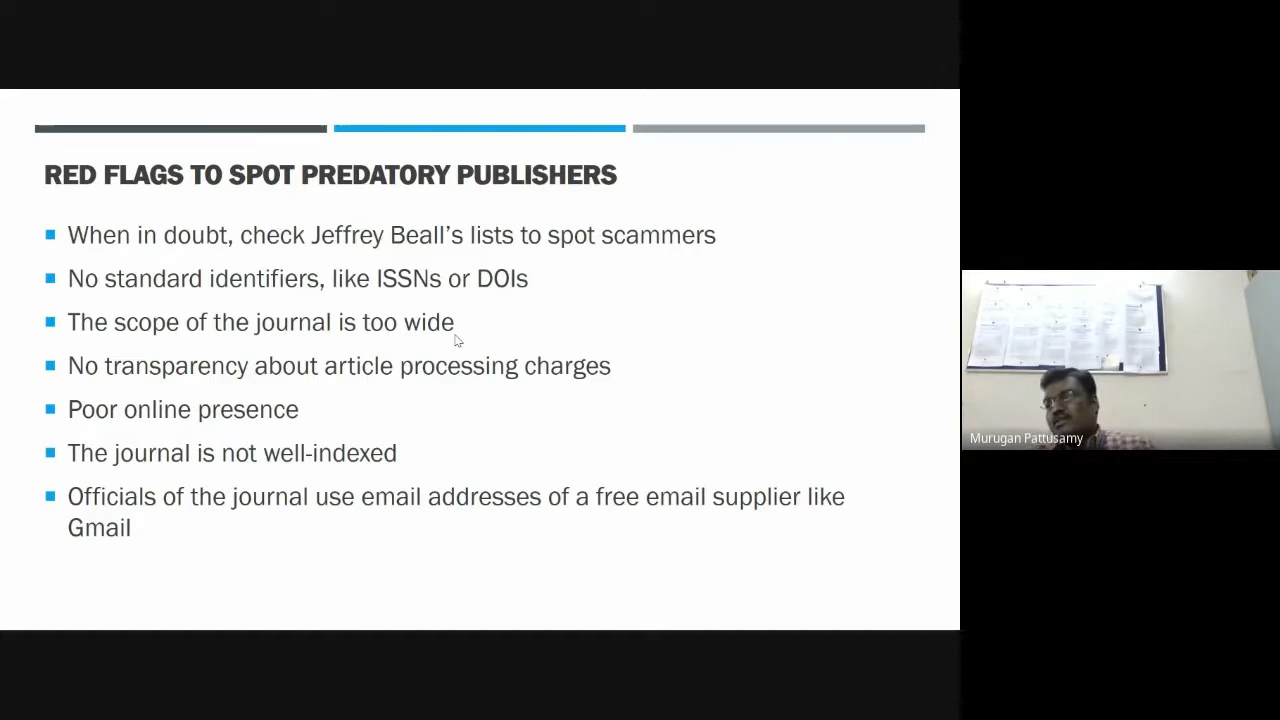 RED FLAGS TO SPOT PREDATORY PUBLISHERS
When in doubt, check Jeffrey Beall’s lists to spot scammers
No standard identifiers, like ISSNs or DOIs
The scope of the journal is too wide
No transparency about article processing charges
Poor online presence
The journal is not well-indexed
Officials of the journal use email addresses of a free email supplier like
Gmail
Murugan Pattusamy